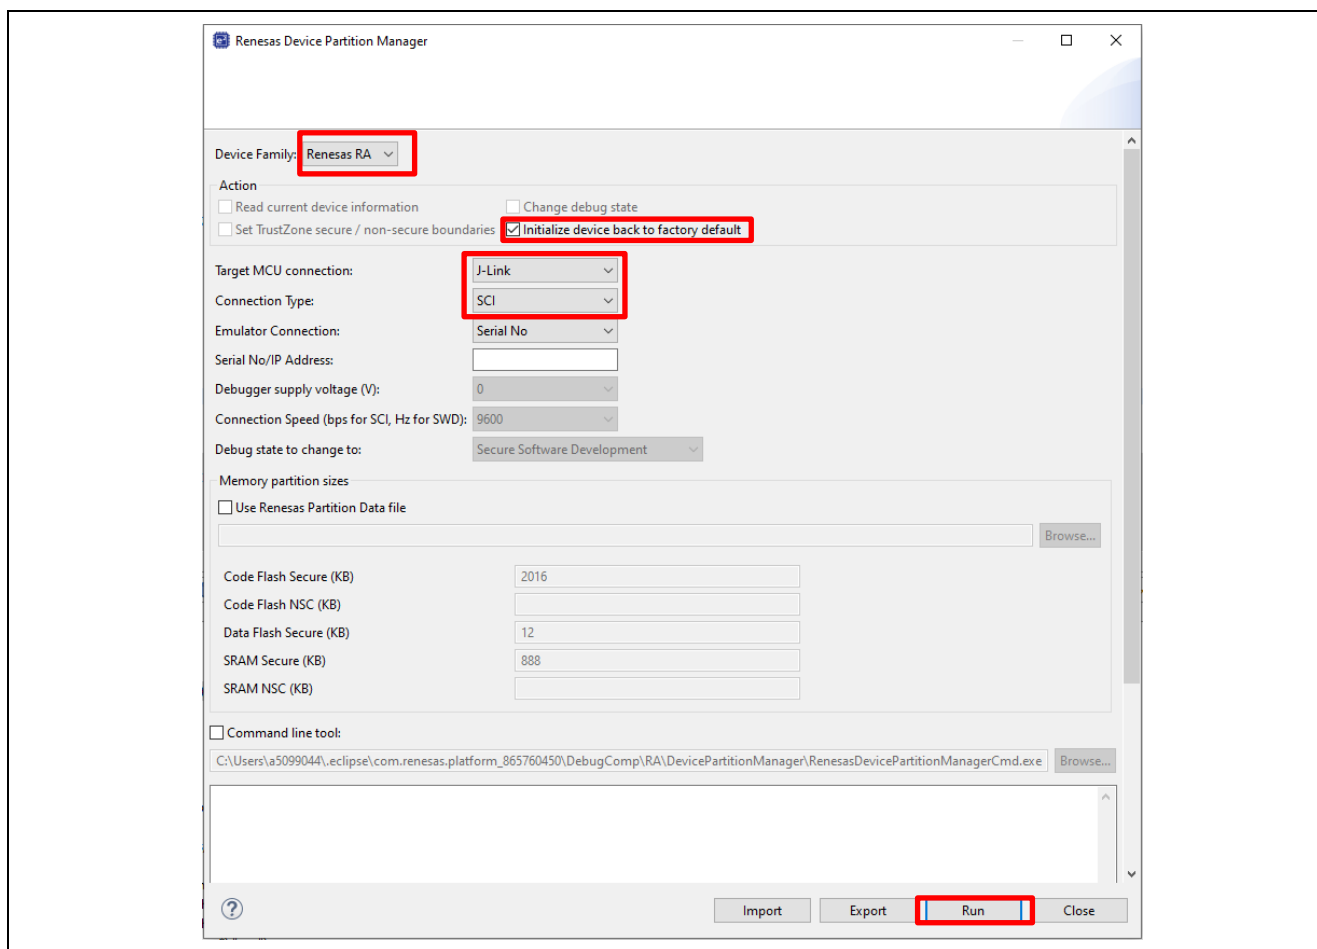 Renesas Device Partition Manager
Device Family: Renesas RA
Action
Read current device information Change debug state
Set TrustZone secure / non-secure boundaries Initialize device back to factory default
Target MCU connection: J-Link
Connection Type: SCI
Emulator Connection: Serial No
Serial No/IP Address:
Debugger supply voltage (V): 0
Connection Speed (bps for SCI, Hz for SWD): 9600
Debug state to change to: Secure Software Development
Memory partition sizes
Use Renesas Partition Data file
Browse...
Code Flash Secure (KB) 2016
Code Flash NSC (KB)
Data Flash Secure (KB) 12
SRAM Secure (KB) 888
SRAM NSC (KB)
Command line tool:
C:\Users\a5099044\.eclipse\com.renesas.platform_865760450\DebugComp\RA\DevicePartitionManager\RenesasDevicePartitionManagerCmd.exe Browse...
? Import Export Run Close